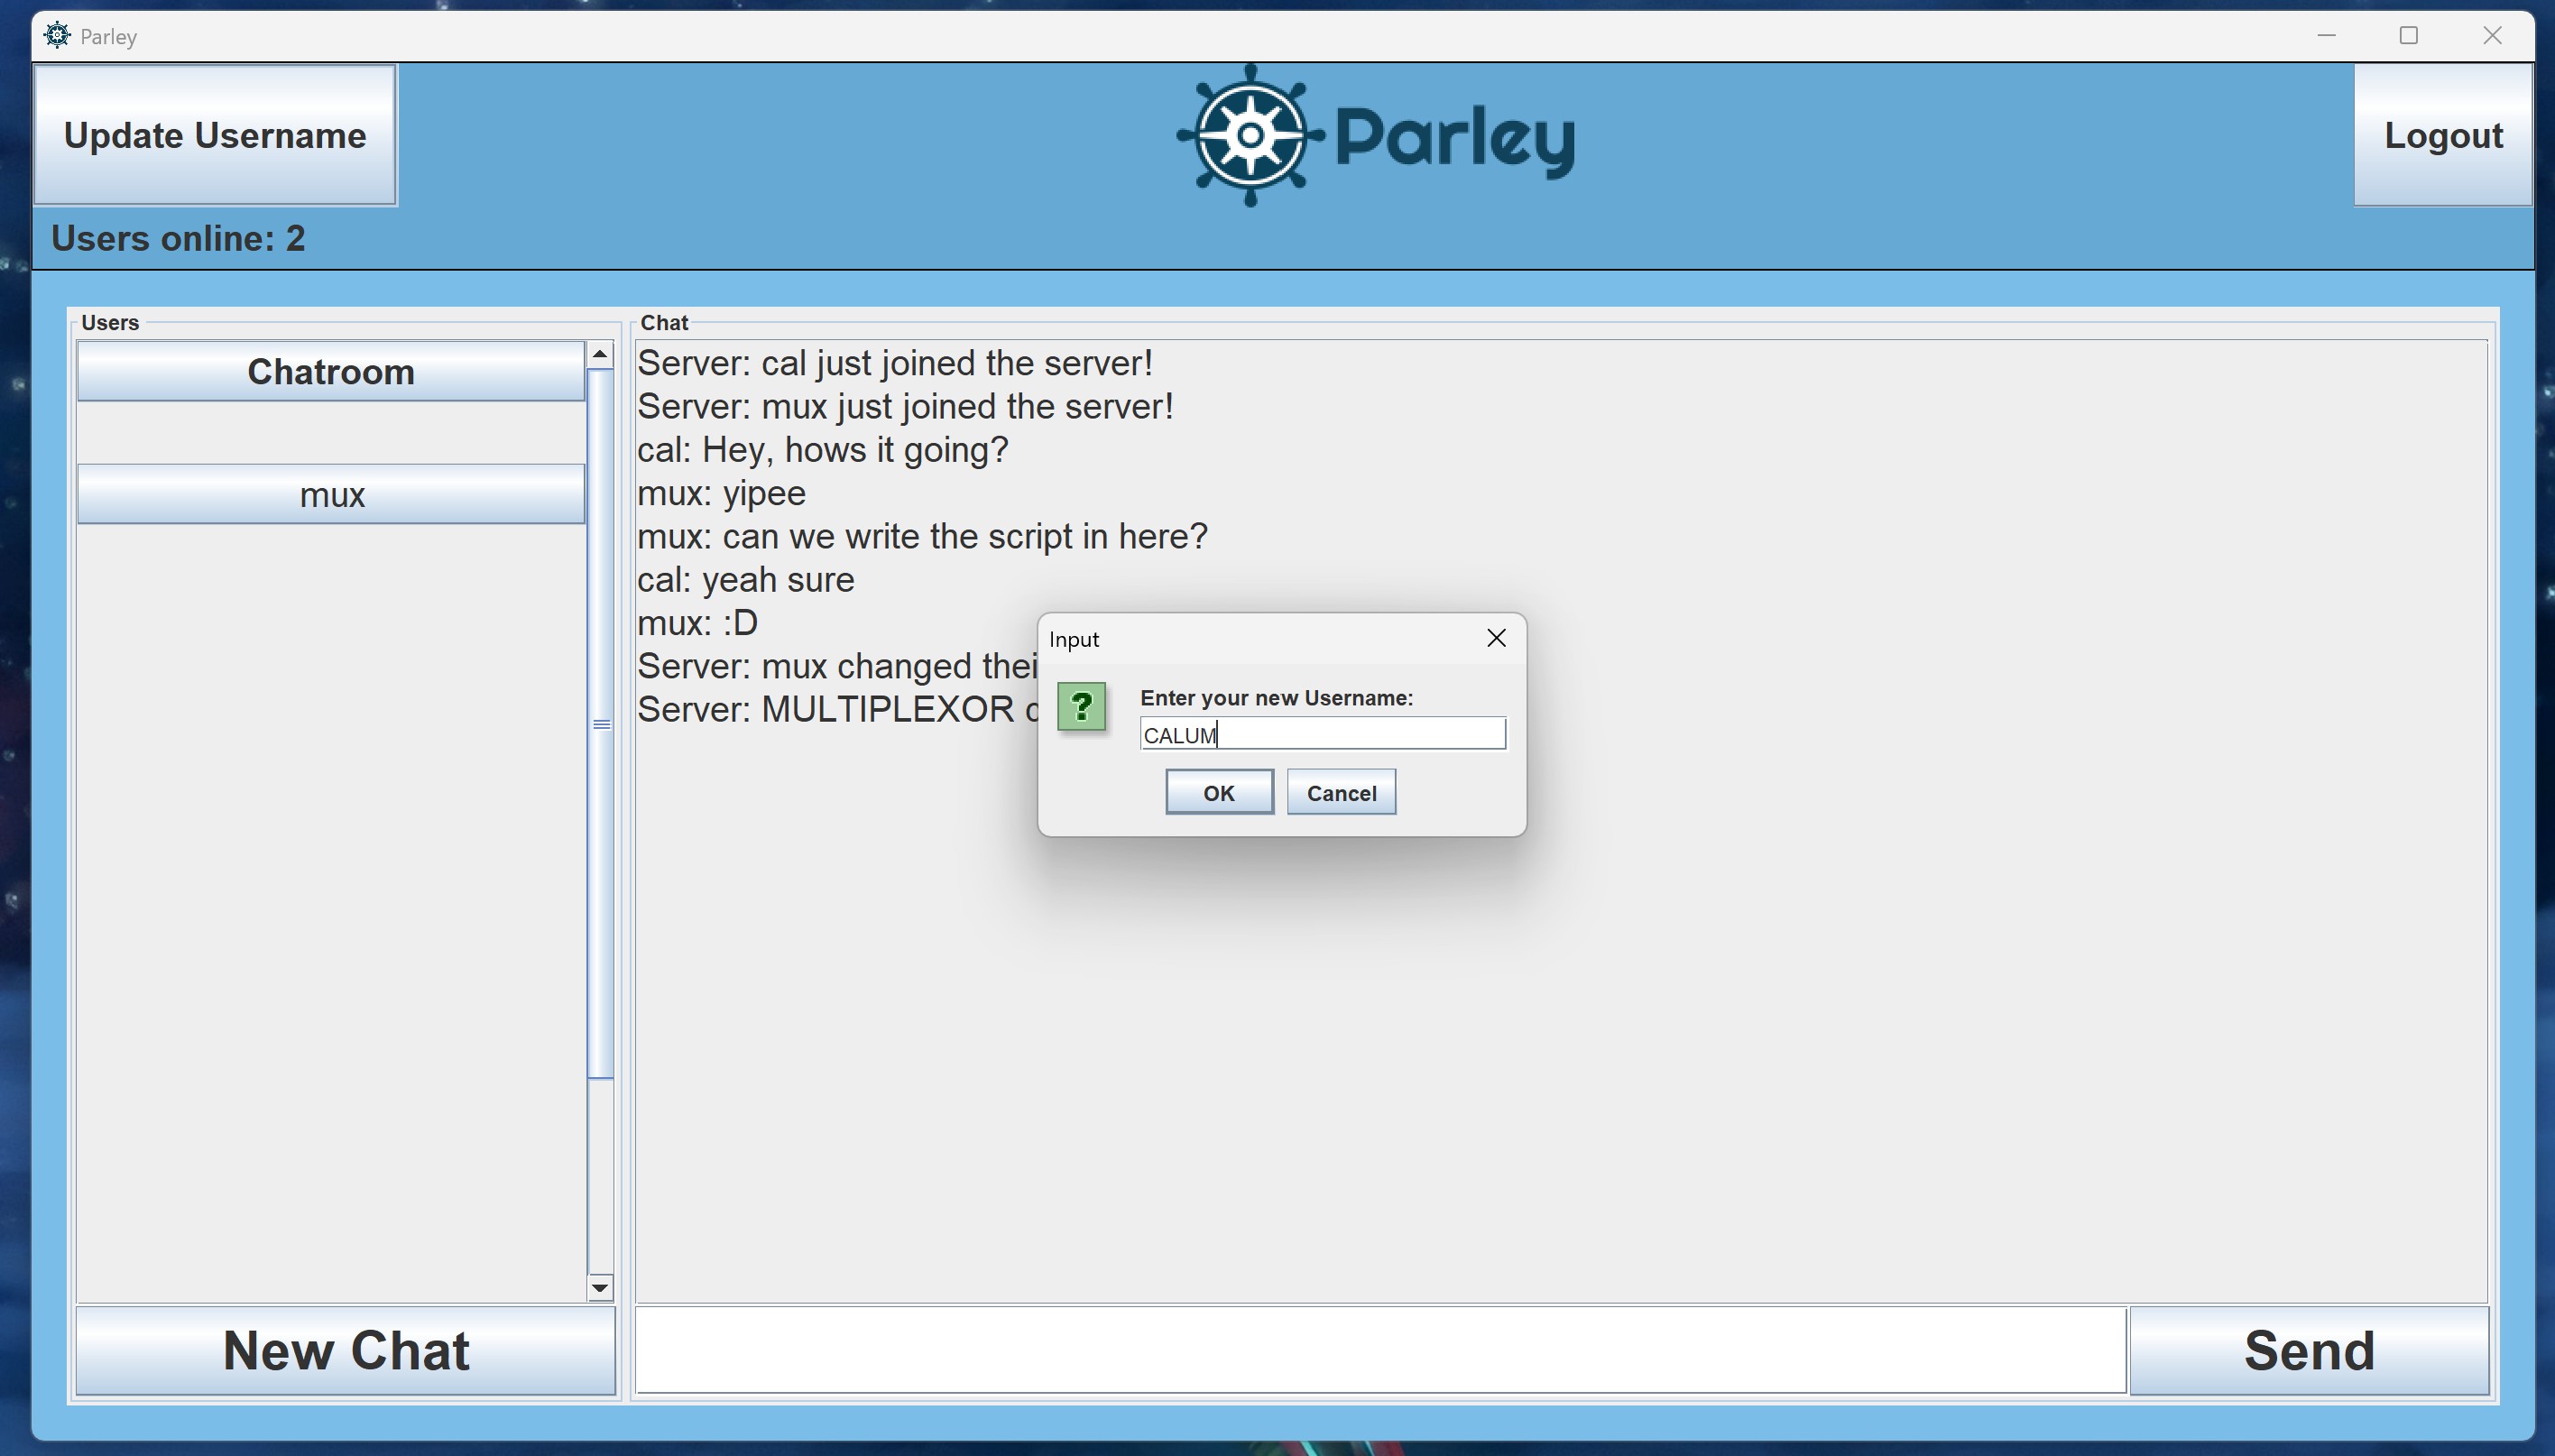 Parley
Update Username
Parley
Logout
Users online: 2
Users
Chatroom
mux
New Chat
Chat
Server: cal just joined the server!
Server: mux just joined the server!
cal: Hey, hows it going?
mux: yipee
mux: can we write the script in here?
cal: yeah sure
mux: :D
Server: mux changed
Server: MULTIPLEXOR
Input
?
Enter your new Username:
CALUM
OK
Cancel
Send